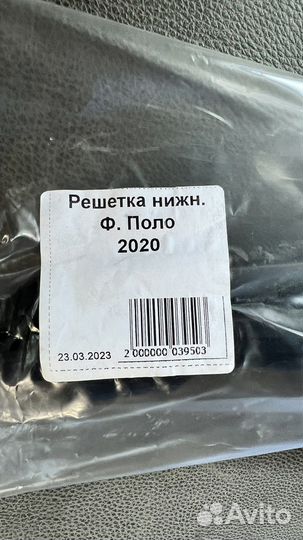 Решетка нижн.
Ф. Поло
2020
23.03.2023
2 000000 039503
Avito